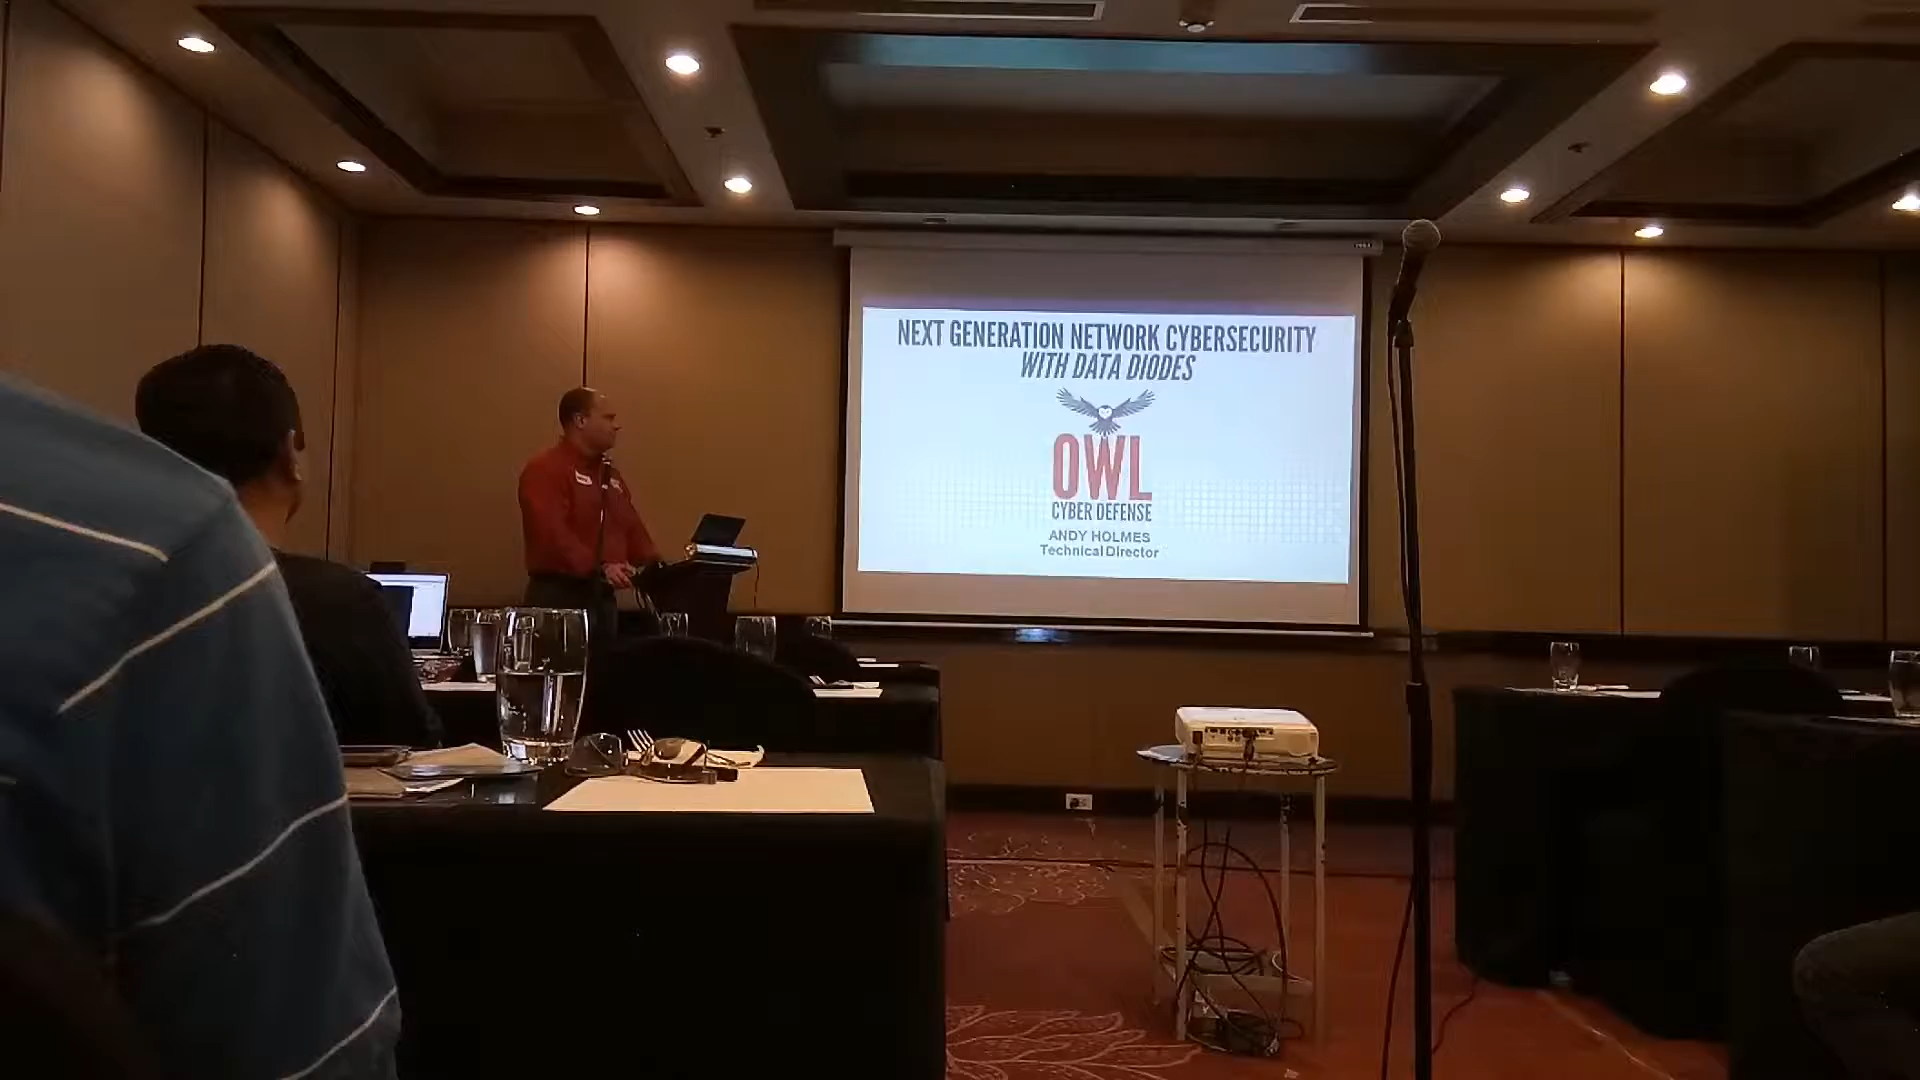 NEXT GENERATION NETWORK CYBERSECURITY
WITH DATA DIODES
OWL
CYBER DEFENSE
ANDY HOLMES
Technical Director